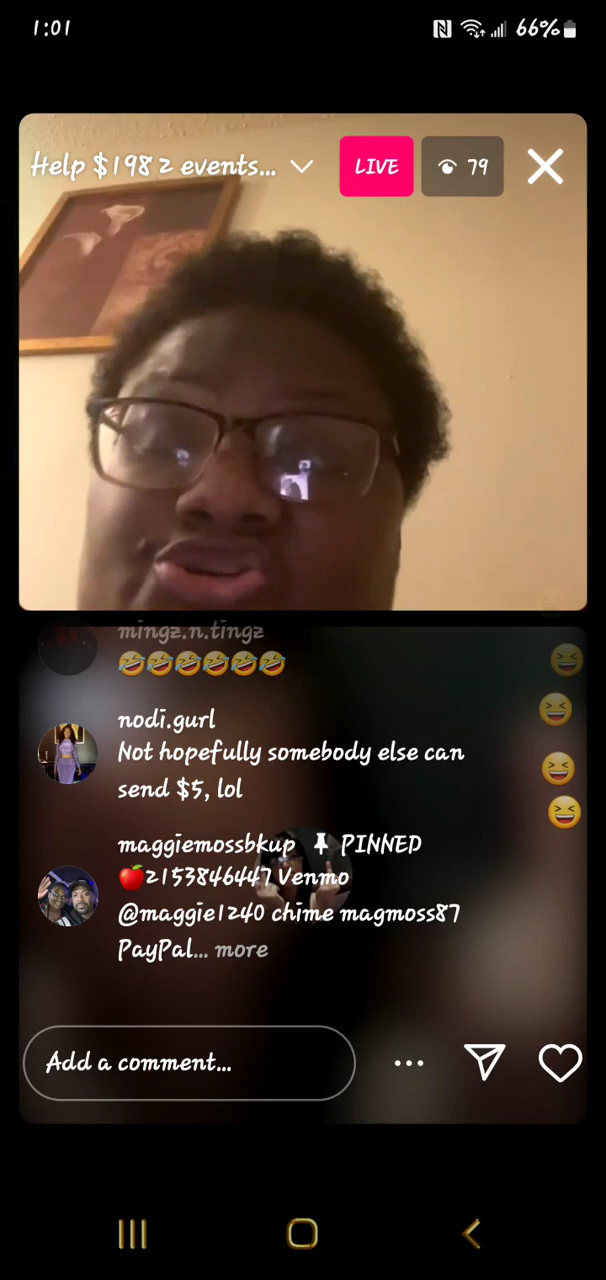 1:01
66%
Help $198 2 events...
LIVE
79
mingz.n.tingz
🤣🤣🤣🤣🤣🤣
nodi.gurl
Not hopefully somebody else can
send $5, lol
maggiemossbkup 📌 PINNED
🍎2153846447 Venmo
@maggie1240 chime magmoss87
PayPal... more
Add a comment...